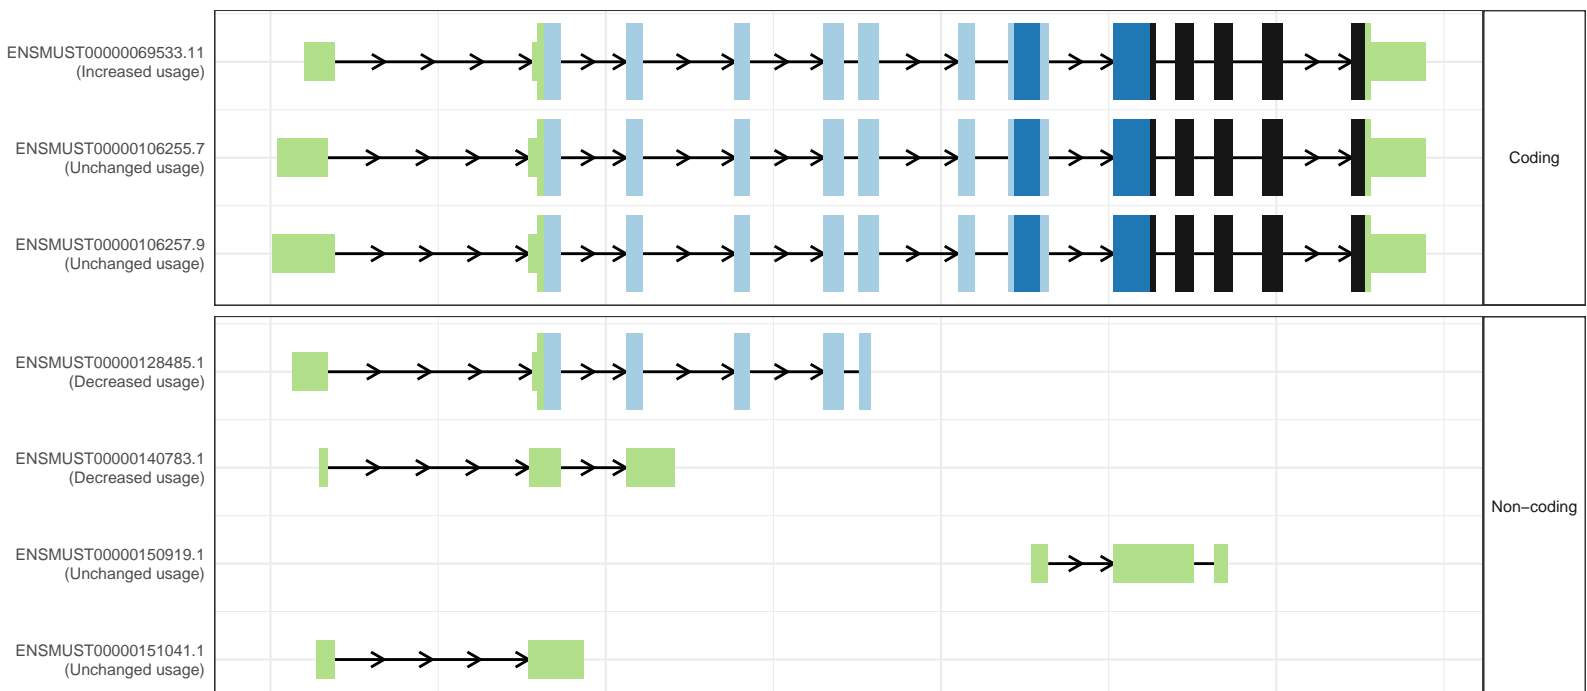 ENSMUST00000069533.11
(Increased usage)
ENSMUST00000106255.7
(Unchanged usage)
Coding
ENSMUST00000106257.9
(Unchanged usage)
ENSMUST00000128485.1
(Decreased usage)
ENSMUST00000140783.1
(Decreased usage)
Non−coding
ENSMUST00000150919.1
(Unchanged usage)
ENSMUST00000151041.1
(Unchanged usage)